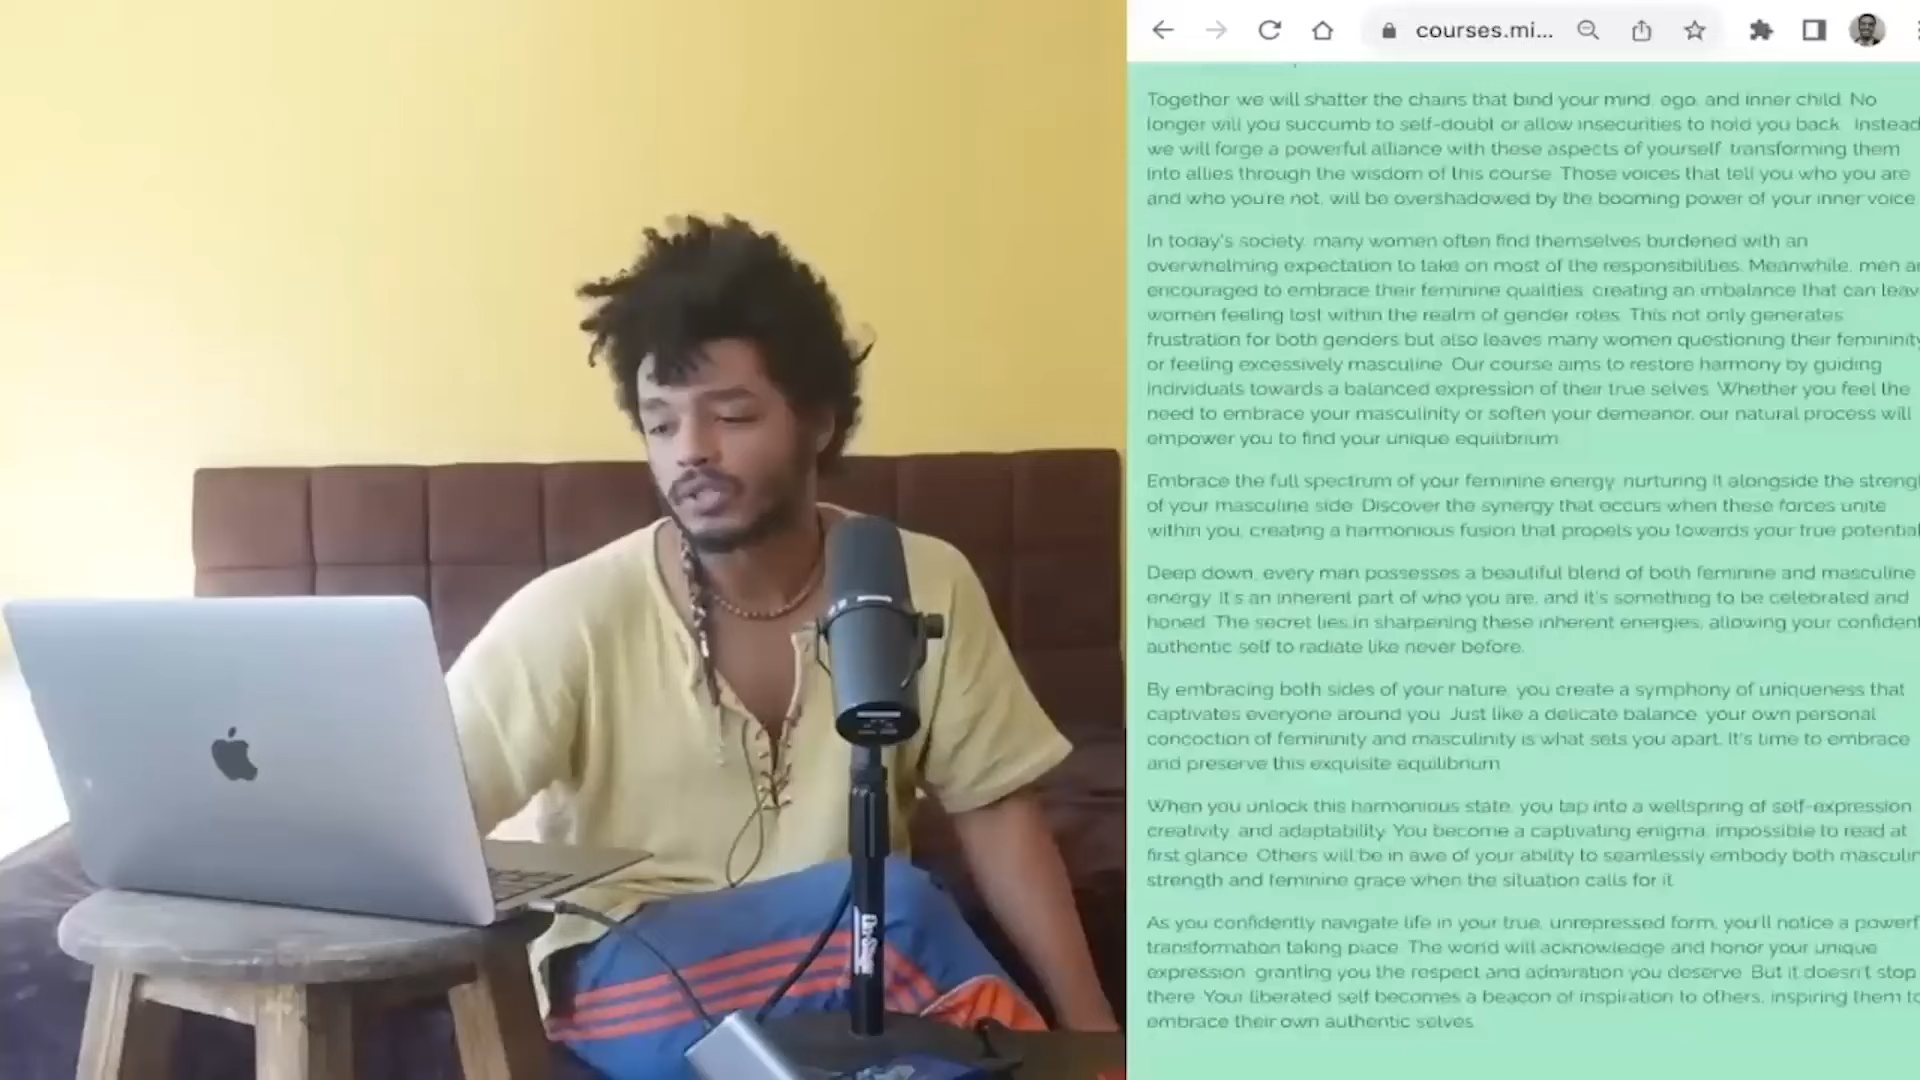 courses.mi...
Together we will shatter the chains that bind your mind, ego, and inner child. No
longer will you succumb to self-doubt or allow insecurities to hold you back. Instead
we will forge a powerful alliance with these aspects of yourself, transforming them
into allies through the wisdom of this course. Those voices that tell you who you are
and who you're not, will be overshadowed by the booming power of your inner voice.
In today's society, many women often find themselves burdened with an
overwhelming expectation to take on most of the responsibilities. Meanwhile, men ar
encouraged to embrace their feminine qualities, creating an imbalance that can leav
women feeling lost within the realm of gender roles. This not only generates
frustration for both genders but also leaves many women questioning their femininity
or feeling excessively masculine. Our course aims to restore harmony by guiding
individuals towards a balanced expression of their true selves. Whether you feel the
need to embrace your masculinity or soften your demeanor, our natural process will
empower you to find your unique equilibrium.
Embrace the full spectrum of your feminine energy, nurturing it alongside the strengt
of your masculine side. Discover the synergy that occurs when these forces unite
within you, creating a harmonious fusion that propels you towards your true potential
Deep down, every man possesses a beautiful blend of both feminine and masculine
energy. It's an inherent part of who you are, and it's something to be celebrated and
honed. The secret lies in sharpening these inherent energies, allowing your confident
authentic self to radiate like never before.
By embracing both sides of your nature, you create a symphony of uniqueness that
captivates everyone around you. Just like a delicate balance, your own personal
concoction of femininity and masculinity is what sets you apart. It's time to embrace
and preserve this exquisite equilibrium.
When you unlock this harmonious state, you tap into a wellspring of self-expression,
creativity, and adaptability. You become a captivating enigma, impossible to read at
first glance. Others will be in awe of your ability to seamlessly embody both masculin
strength and feminine grace when the situation calls for it.
As you confidently navigate life in your true, unrepressed form, you'll notice a powerf
transformation taking place. The world will acknowledge and honor your unique
expression, granting you the respect and admiration you deserve. But it doesn't stop
there. Your liberated self becomes a beacon of inspiration to others, inspiring them to
embrace their own authentic selves.